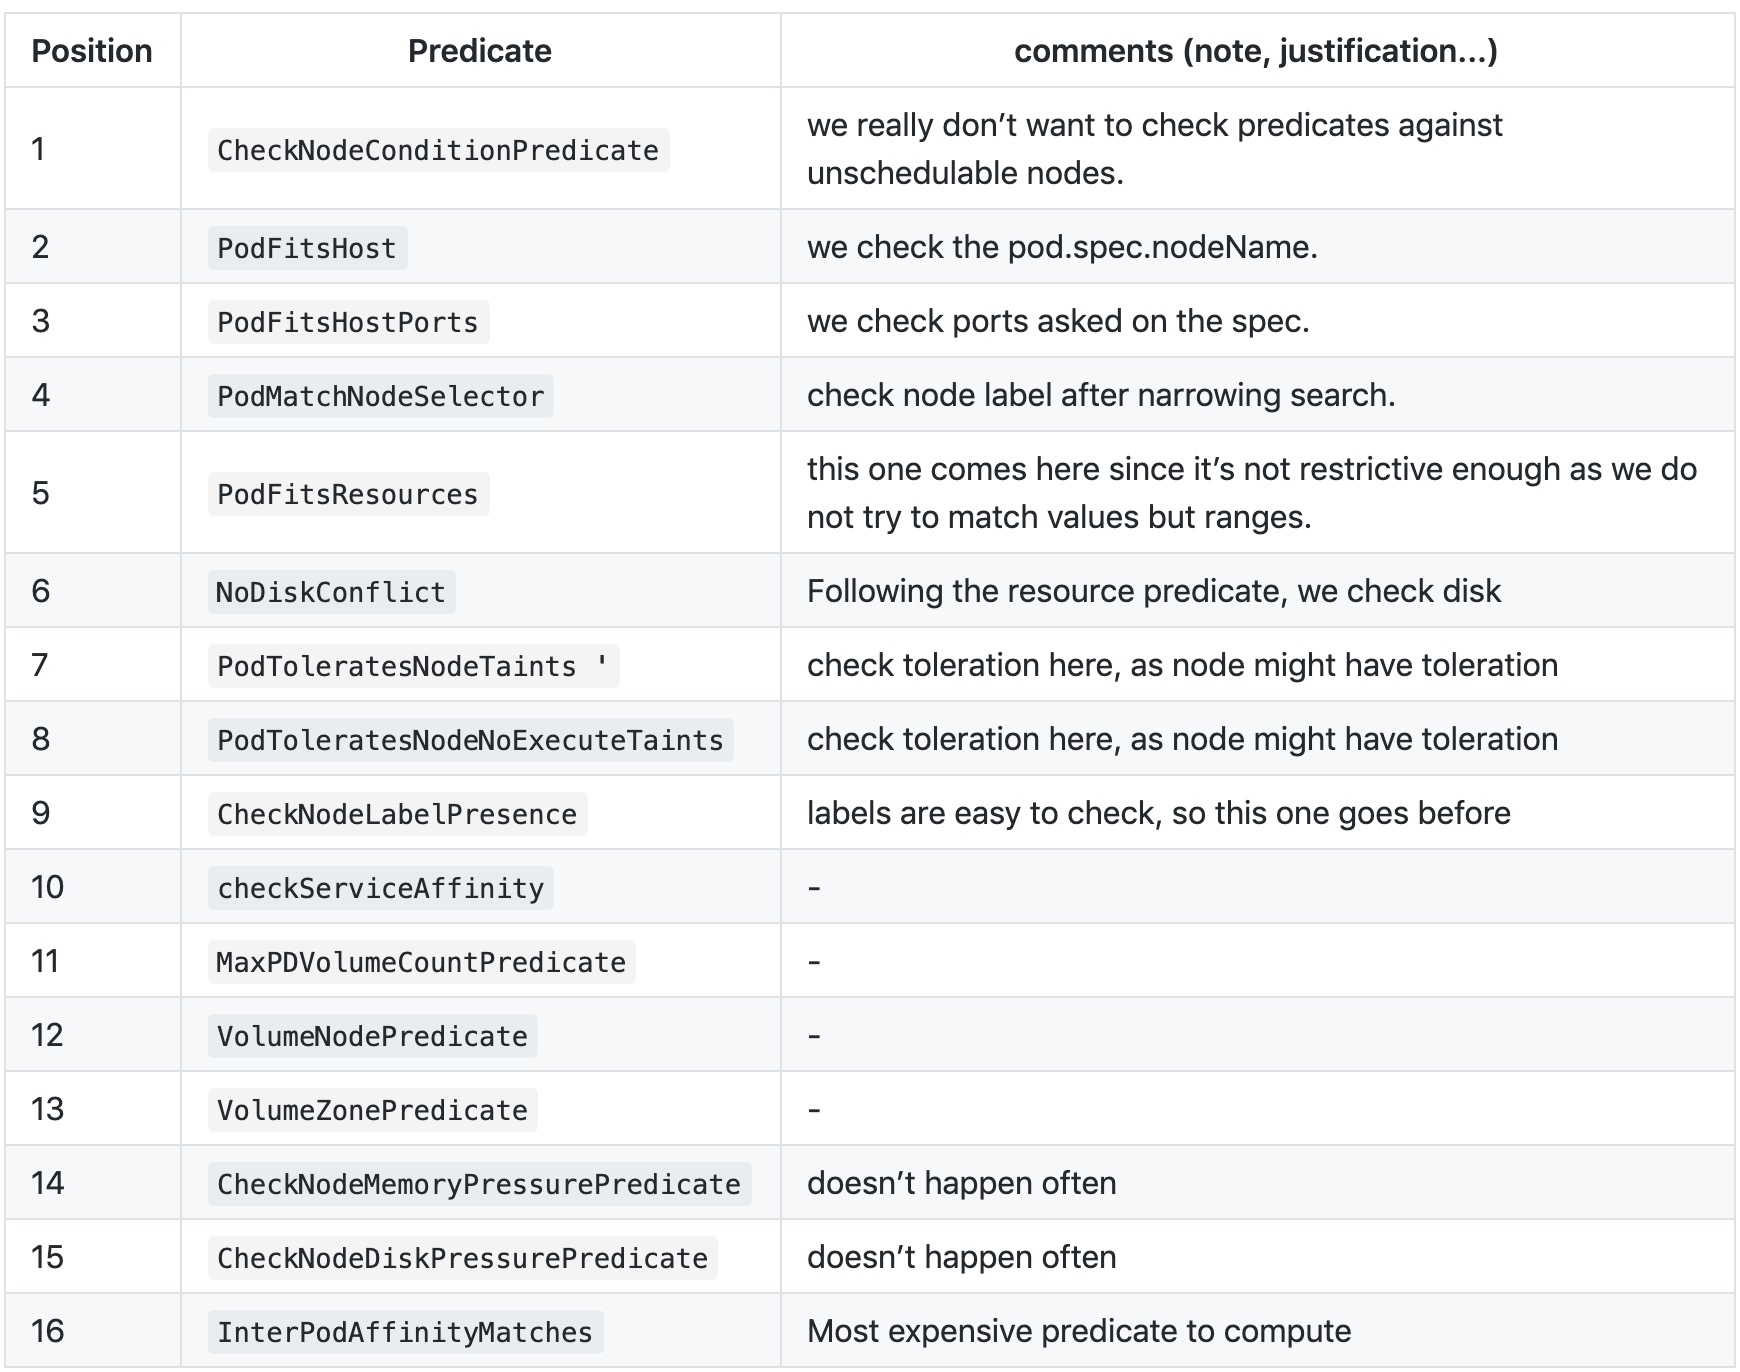 Position Predicate comments (note, justification...)
1 CheckNodeConditionPredicate we really don’t want to check predicates against
unschedulable nodes.
2 PodFitsHost we check the pod.spec.nodeName.
3 PodFitsHostPorts we check ports asked on the spec.
4 PodMatchNodeSelector check node label after narrowing search.
5 PodFitsResources this one comes here since it’s not restrictive enough as we do
not try to match values but ranges.
6 NoDiskConflict Following the resource predicate, we check disk
7 PodToleratesNodeTaints ' check toleration here, as node might have toleration
8 PodToleratesNodeNoExecuteTaints check toleration here, as node might have toleration
9 CheckNodeLabelPresence labels are easy to check, so this one goes before
10 checkServiceAffinity -
11 MaxPDVolumeCountPredicate -
12 VolumeNodePredicate -
13 VolumeZonePredicate -
14 CheckNodeMemoryPressurePredicate doesn’t happen often
15 CheckNodeDiskPressurePredicate doesn’t happen often
16 InterPodAffinityMatches Most expensive predicate to compute